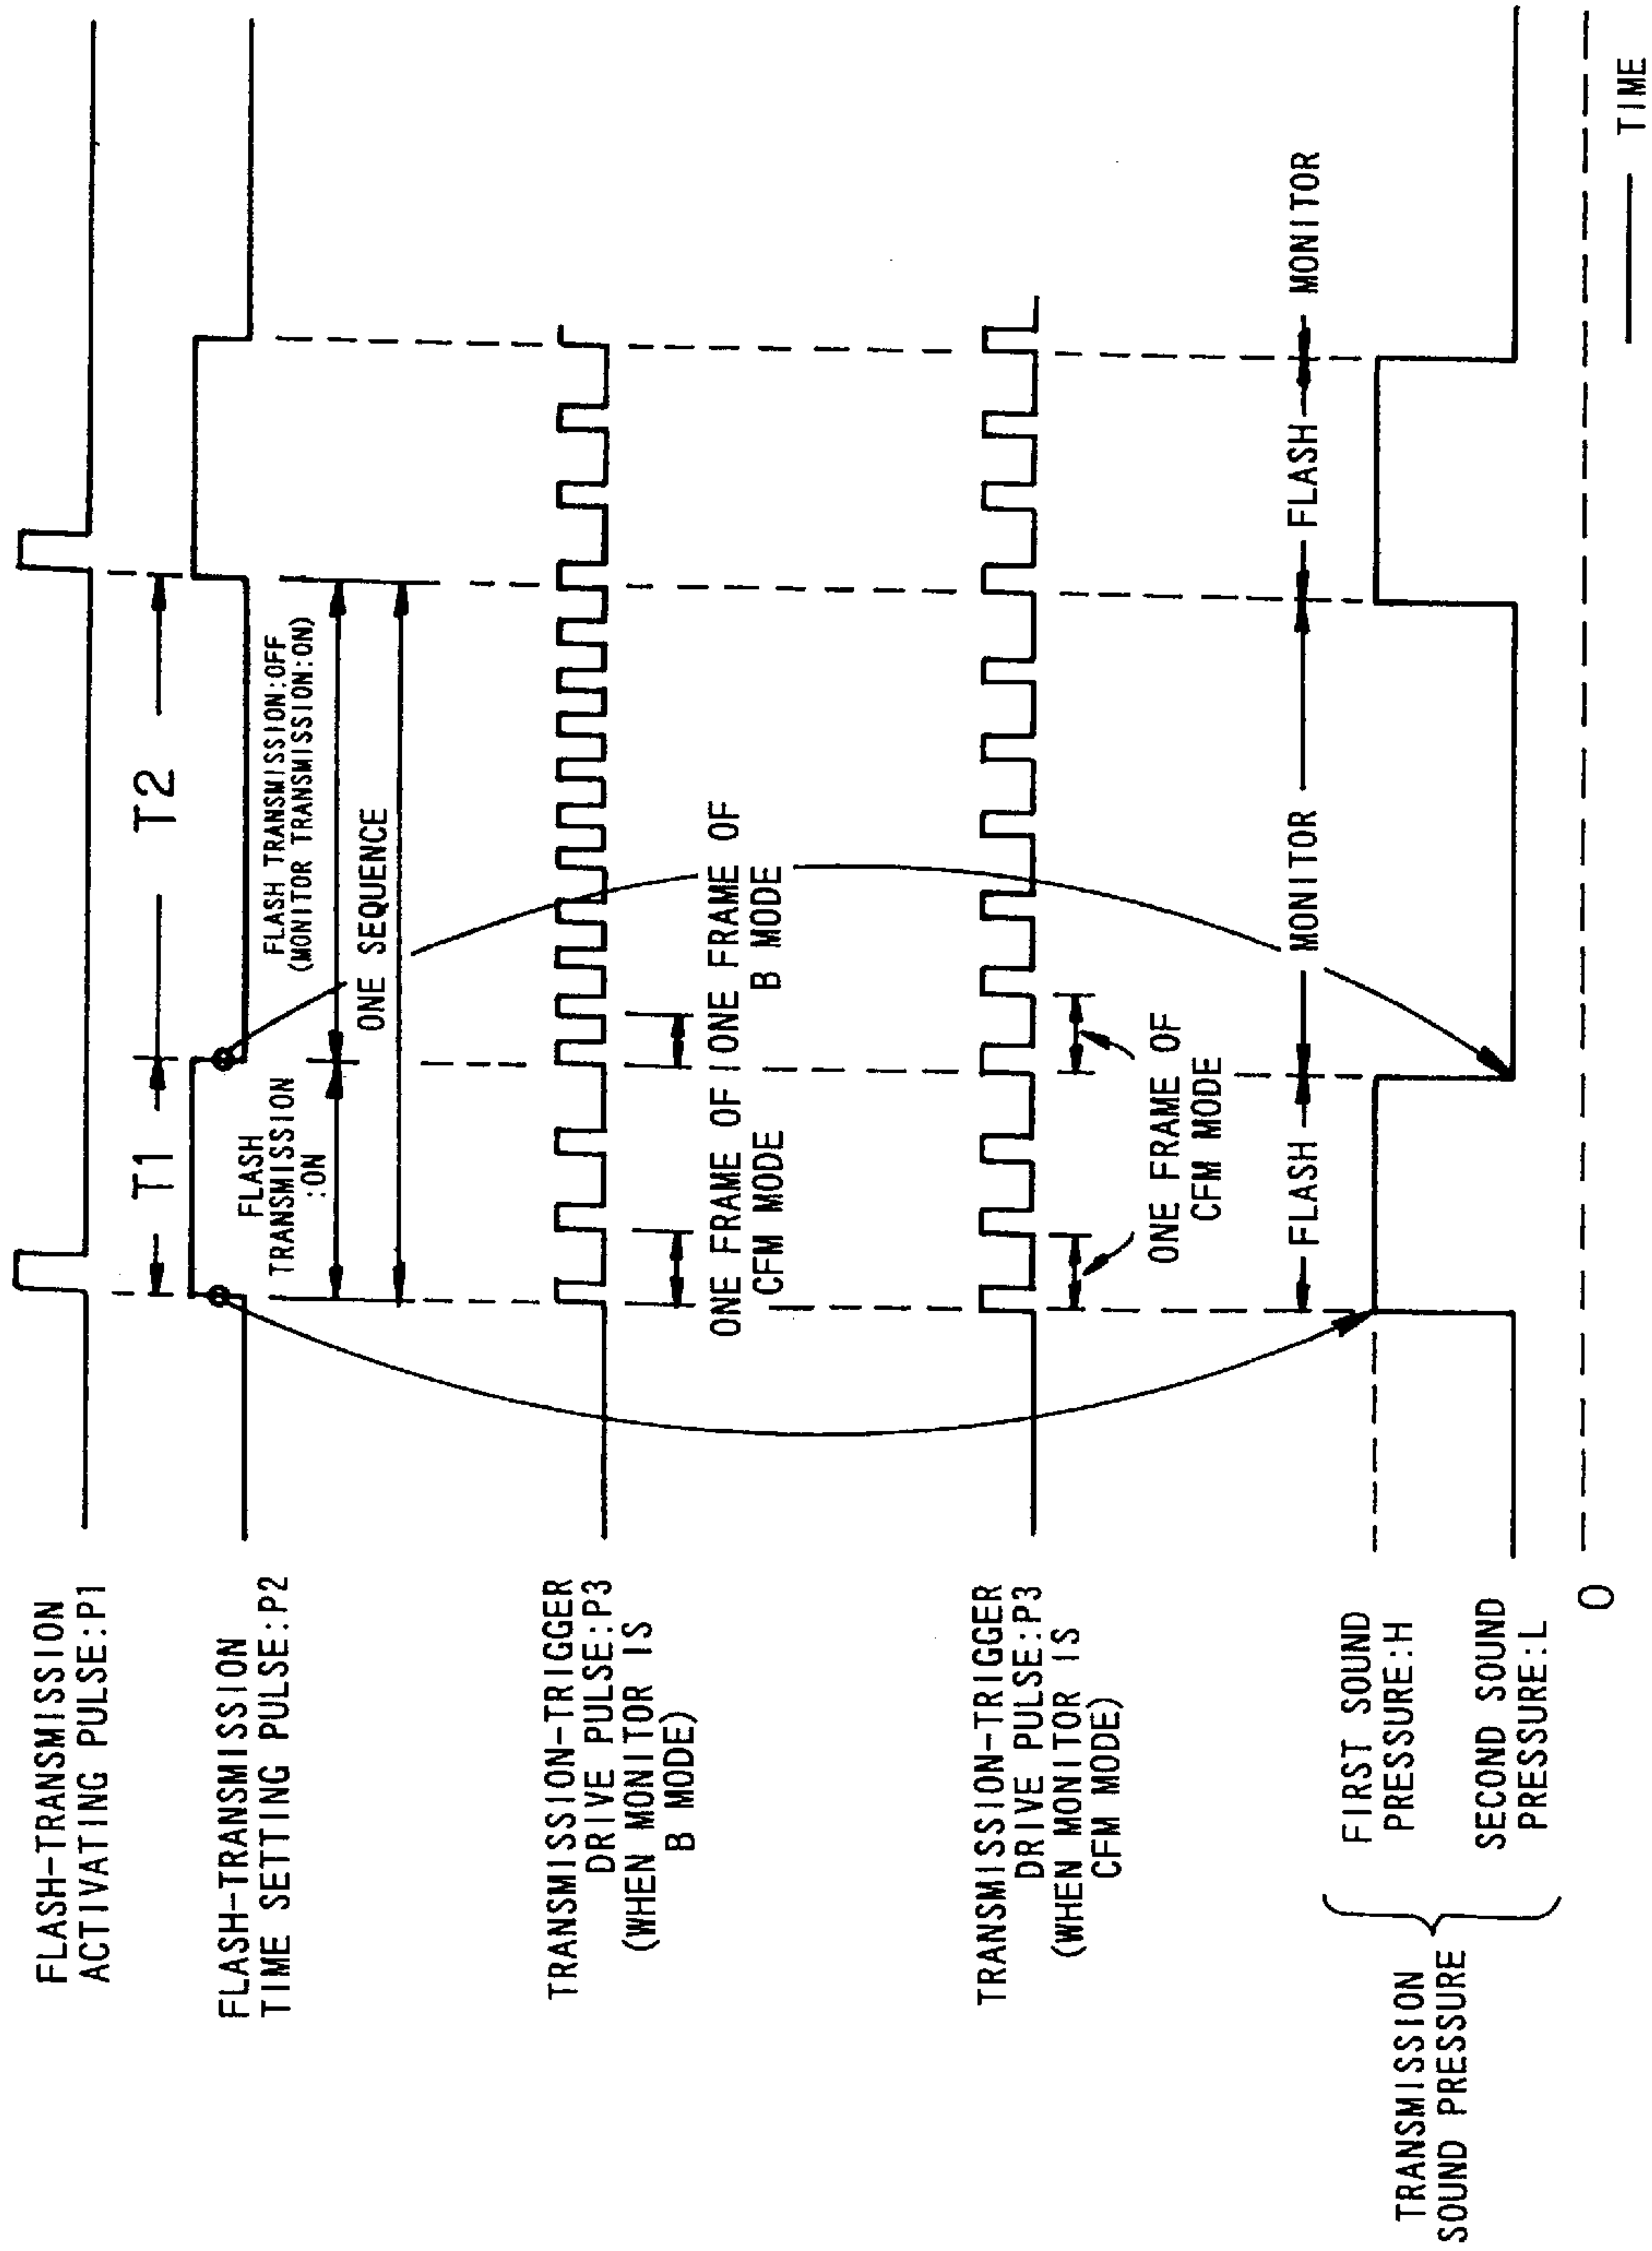 FLASH-TRANSMISSION
ACTIVATING PULSE:P1
FLASH-TRANSMISSION
TIME SETTING PULSE:P2
T1
T2
FLASH
TRANSMISSION
:ON
FLASH TRANSMISSION:OFF
(MONITOR TRANSMISSION:ON)
ONE SEQUENCE
TRANSMISSION-TRIGGER
DRIVE PULSE:P3
(WHEN MONITOR IS
B MODE)
ONE FRAME OF
CFM MODE
ONE FRAME OF
B MODE
TRANSMISSION-TRIGGER
DRIVE PULSE:P3
(WHEN MONITOR IS
CFM MODE)
ONE FRAME OF
CFM MODE
FLASH
MONITOR
FLASH
MONITOR
TRANSMISSION
SOUND PRESSURE
FIRST SOUND
PRESSURE:H
SECOND SOUND
PRESSURE:L
0
TIME